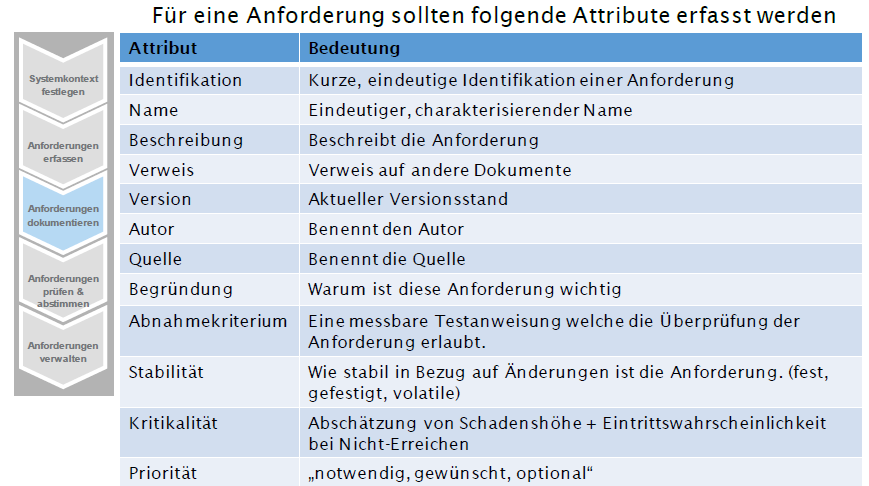 Für eine Anforderung sollten folgende Attribute erfasst werden
Systemkontext
festlegen
Anforderungen
erfassen
Anforderungen
dokumentieren
Anforderungen
prüfen &
abstimmen
Anforderungen
verwalten
Attribut Bedeutung
Identifikation Kurze, eindeutige Identifikation einer Anforderung
Name Eindeutiger, charakterisierender Name
Beschreibung Beschreibt die Anforderung
Verweis Verweis auf andere Dokumente
Version Aktueller Versionsstand
Autor Benennt den Autor
Quelle Benennt die Quelle
Begründung Warum ist diese Anforderung wichtig
Abnahmekriterium Eine messbare Testanweisung welche die Überprüfung der
Anforderung erlaubt.
Stabilität Wie stabil in Bezug auf Änderungen ist die Anforderung. (fest,
gefestigt, volatile)
Kritikalität Abschätzung von Schadenshöhe + Eintrittswahrscheinlichkeit
bei Nicht-Erreichen
Priorität „notwendig, gewünscht, optional“